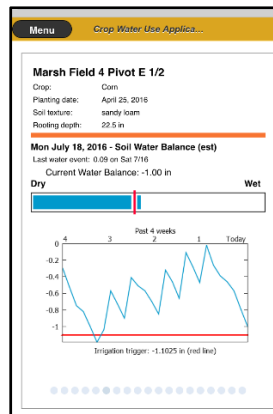 Menu Crop Water Use Applica...
Marsh Field 4 Pivot E 1/2
Crop: Corn
Planting date: April 25, 2016
Soil texture: sandy loam
Rooting depth: 22.5 in
Mon July 18, 2016 - Soil Water Balance (est)
Last water event: 0.09 on Sat 7/16
Current Water Balance: -1.00 in
Dry Wet
Past 4 weeks
4 3 2 1 Today
0
-0.2
-0.4
-0.6
-0.8
-1
Irrigation trigger: -1.1025 in (red line)